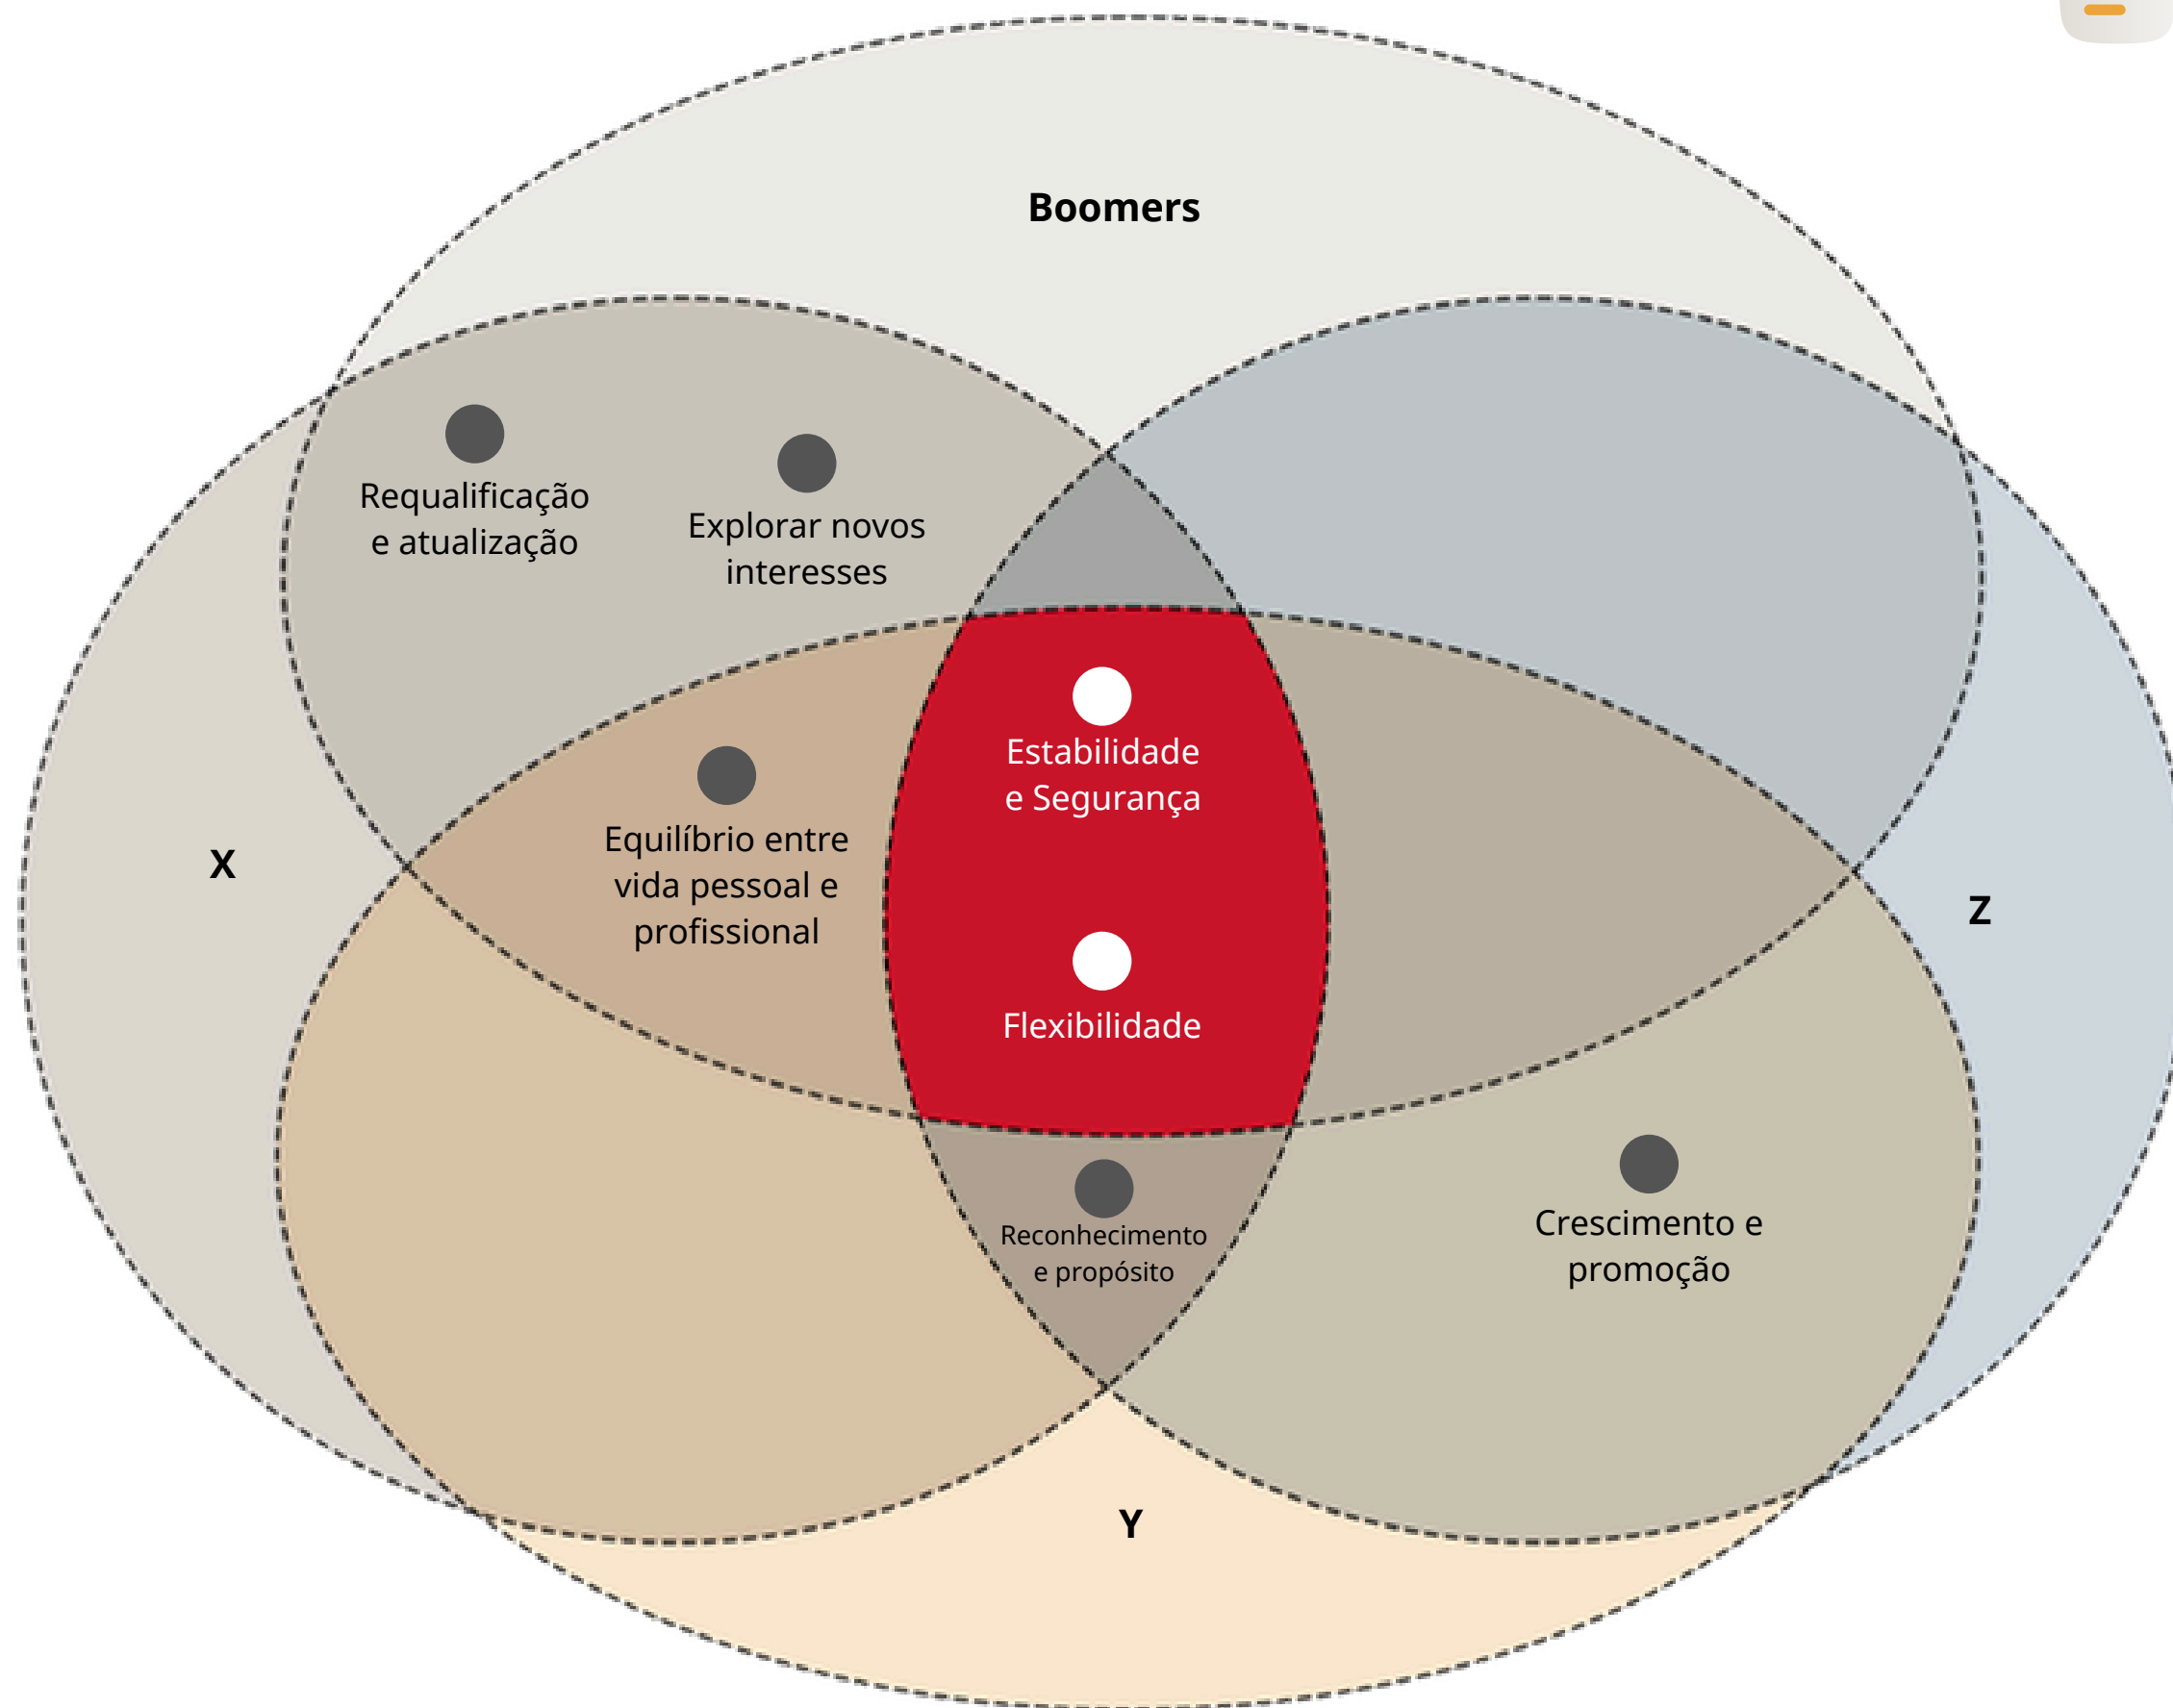 Boomers
Requalificação
e atualização
Explorar novos
interesses
Estabilidade
e Segurança
Equilíbrio entre
vida pessoal e
profissional
X
Z
Flexibilidade
Reconhecimento
e propósito
Crescimento e
promoção
Y